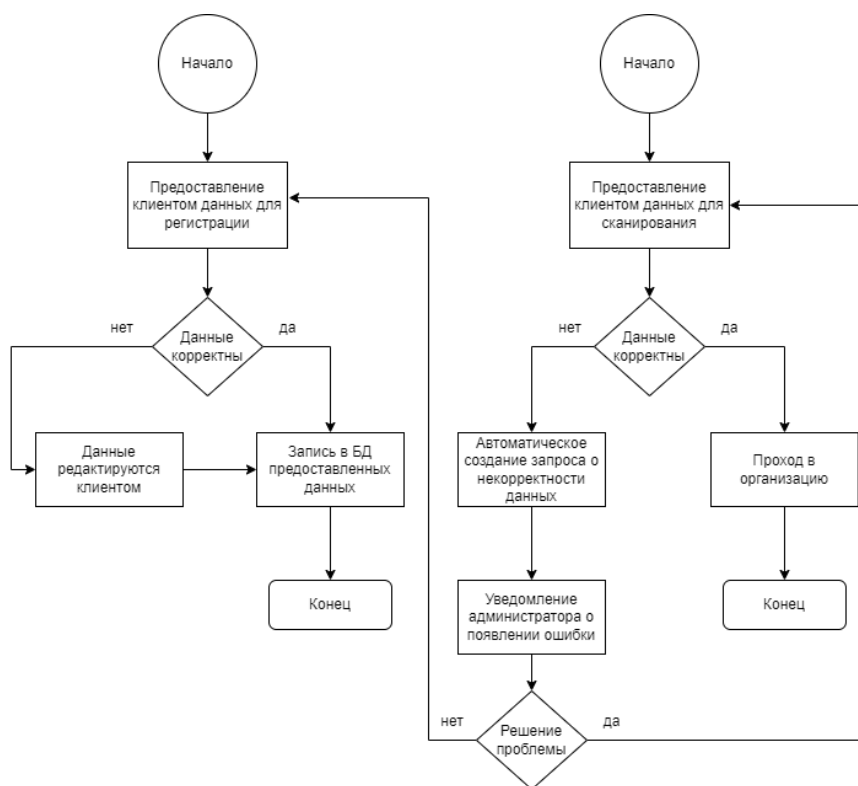 Начало
Предоставление
клиентом данных для
регистрации
нет
да
Данные
корректны
Данные
редактируются
клиентом
Запись в БД
предоставленных
данных
Конец
Начало
Предоставление
клиентом данных для
сканирования
нет
да
Данные
корректны
Автоматическое
создание запроса о
некорректности
данных
Проход в
организацию
Уведомление
администратора о
появлении ошибки
Конец
нет
да
Решение
проблемы